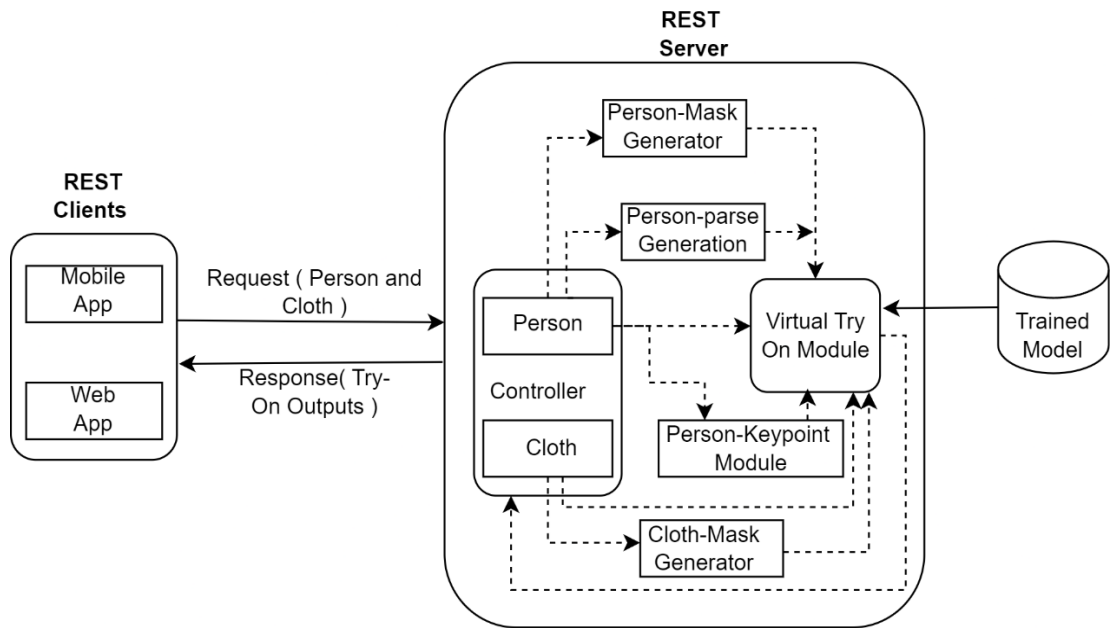 REST
Server
Person-Mask
Generator
REST
Clients
Person-parse
Generation
Mobile
App
Request ( Person and
Cloth )
Person
Virtual Try
On Module
Trained
Model
Response( Try-
On Outputs )
Controller
Web
App
Cloth
Person-Keypoint
Module
Cloth-Mask
Generator